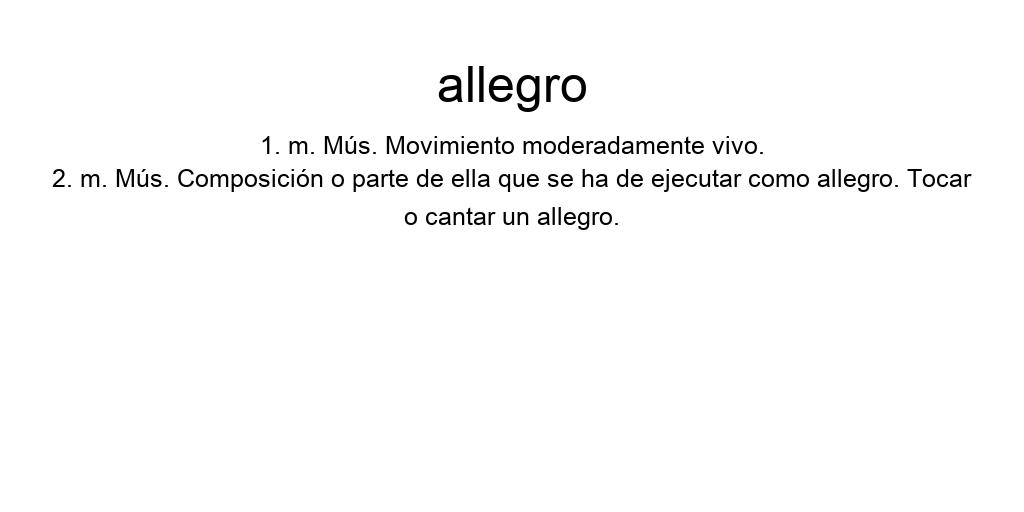 allegro
1. m. Mús. Movimiento moderadamente vivo.
2. m. Mús. Composición o parte de ella que se ha de ejecutar como allegro. Tocar
o cantar un allegro.